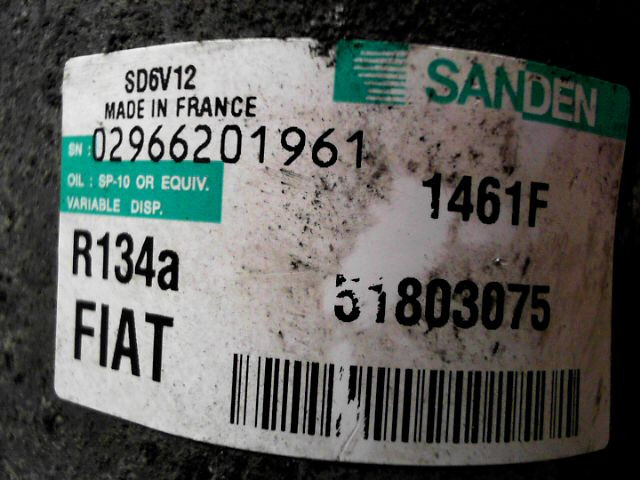 SD6V12
MADE IN FRANCE
SANDEN
SN : 02966201961
OIL : SP-10 OR EQUIV.
VARIABLE DISP.
1461F
R134a
51803075
FIAT